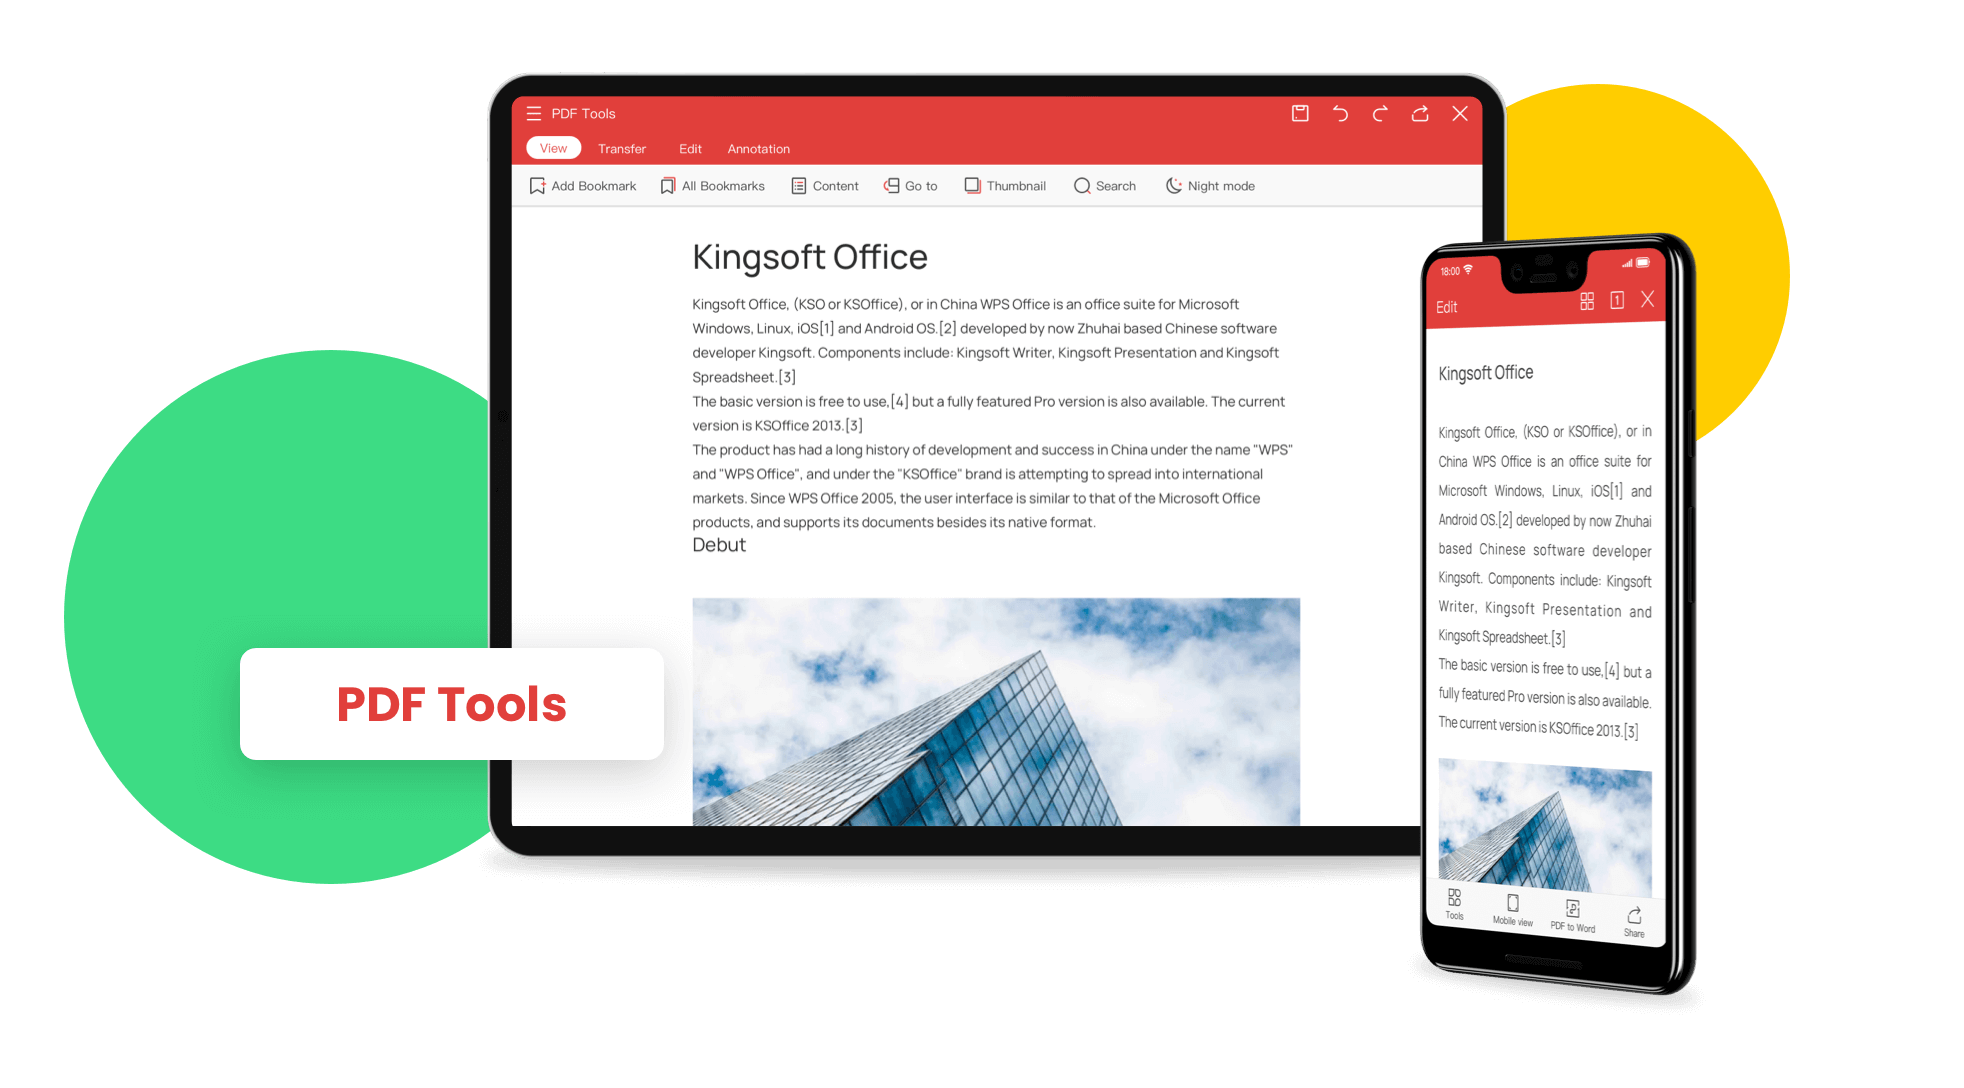 PDF Tools
View Transfer Edit Annotation
Add Bookmark All Bookmarks Content Go to Thumbnail Search Night mode
Kingsoft Office
Kingsoft Office, (KSO or KSOffice), or in China WPS Office is an office suite for Microsoft
Windows, Linux, iOS[1] and Android OS.[2] developed by now Zhuhai based Chinese software
developer Kingsoft. Components include: Kingsoft Writer, Kingsoft Presentation and Kingsoft
Spreadsheet.[3]
The basic version is free to use,[4] but a fully featured Pro version is also available. The current
version is KSOffice 2013.[3]
The product has had a long history of development and success in China under the name "WPS"
and "WPS Office", and under the "KSOffice" brand is attempting to spread into international
markets. Since WPS Office 2005, the user interface is similar to that of the Microsoft Office
products, and supports its documents besides its native format.
Debut
PDF Tools
18:00
Edit 1
Kingsoft Office
Kingsoft Office, (KSO or KSOffice), or in
China WPS Office is an office suite for
Microsoft Windows, Linux, iOS[1] and
Android OS.[2] developed by now Zhuhai
based Chinese software developer
Kingsoft. Components include: Kingsoft
Writer, Kingsoft Presentation and
Kingsoft Spreadsheet.[3]
The basic version is free to use,[4] but a
fully featured Pro version is also available.
The current version is KSOffice 2013.[3]
Tools Mobile view PDF to Word Share